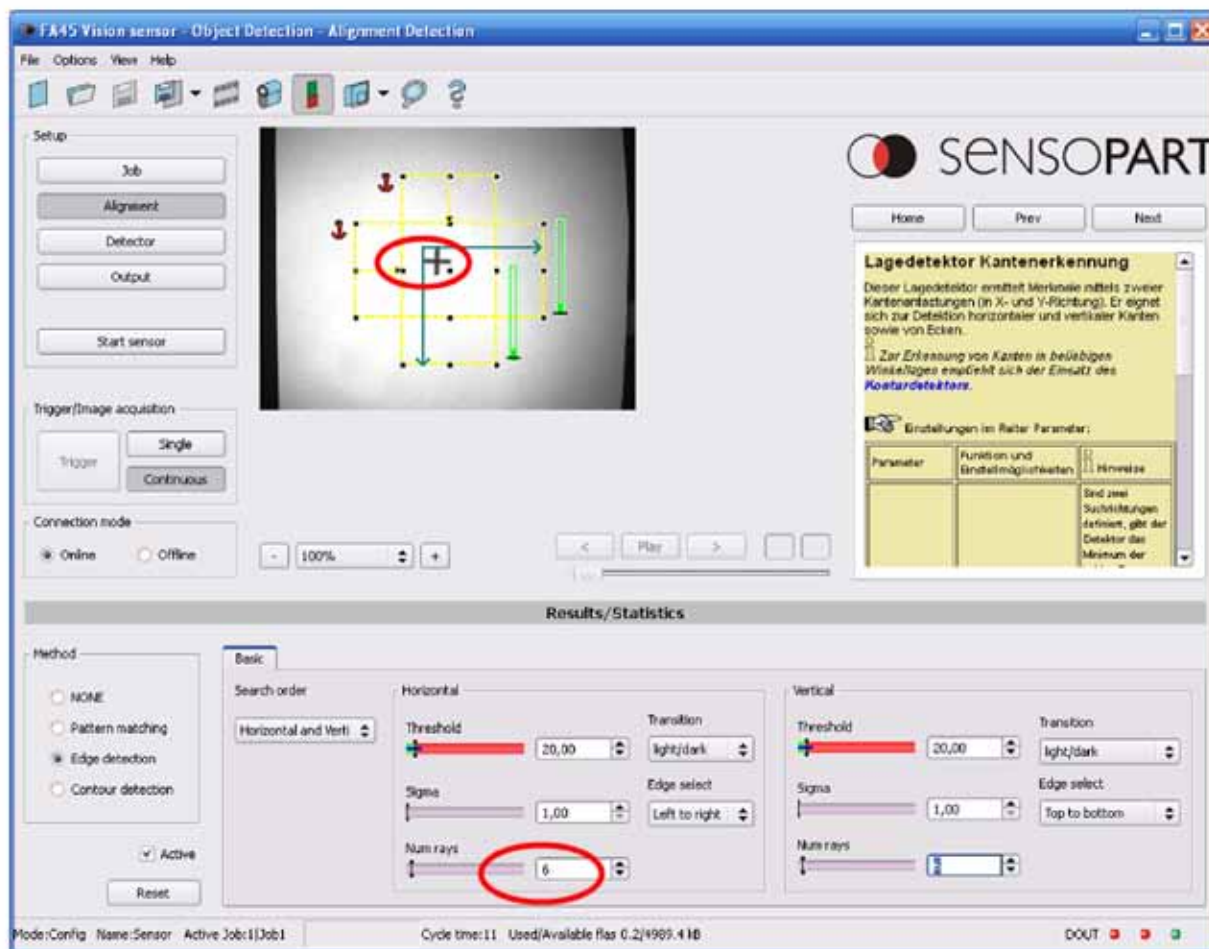 FA45 Vision sensor - Object Detection - Alignment Detection
File Options View Help
Setup
Job
Alignment
Detector
Output
Start sensor
Trigger/Image acquisition
Trigger
Single
Continuous
Connection mode
Online Offline
- 100% +
< Play >
SENSOPART
Home Prev Next
Lagedetektor Kantenerkennung
Dieser Lagedetektor ermittelt Merkmale mittels zweier
Kantenantastungen (in X- und Y-Richtung). Er eignet
sich zur Detektion horizontaler und vertikaler Kanten
sowie von Ecken.
Zur Erkennung von Kanten in beliebigen
Winkellagen empfiehlt sich der Einsatz des
Konturdetektors.
Einstellungen im Reiter Parameter:
Parameter
Funktion und
Einstellmöglichkeiten
Hinweise
Sind zwei
Suchrichtungen
definiert, gibt der
Detektor das
Minimum der
Results/Statistics
Method
NONE
Pattern matching
Edge detection
Contour detection
Active
Reset
Basic
Search order
Horizontal and Verti
Horizontal
Threshold
20,00
Transition
light/dark
Sigma
1,00
Edge select
Left to right
Num rays
6
Vertical
Threshold
20,00
Transition
light/dark
Sigma
1,00
Edge select
Top to bottom
Num rays
Mode:Config Name:Sensor Active Job:1|Job1 Cycle time:11 Used/Available flas 0.2/4989.4 kB DOUT